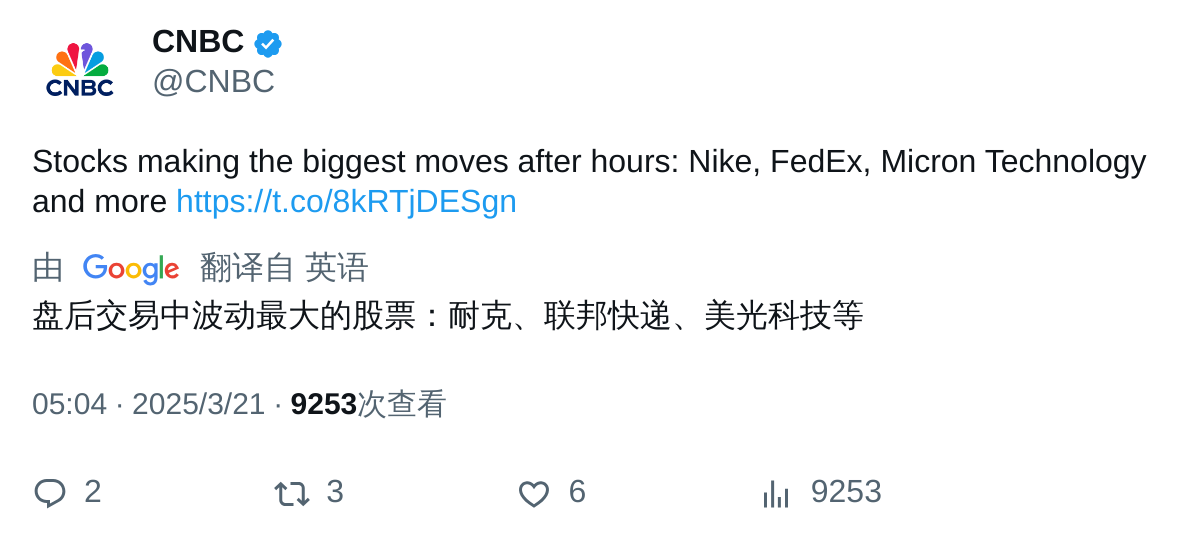 CNBC
CNBC
@CNBC
Stocks making the biggest moves after hours: Nike, FedEx, Micron Technology
and more https://t.co/8kRTjDESgn
由 Google 翻译自 英语
盘后交易中波动最大的股票：耐克、联邦快递、美光科技等
05:04 · 2025/3/21 · 9253次查看
2 3 6 9253